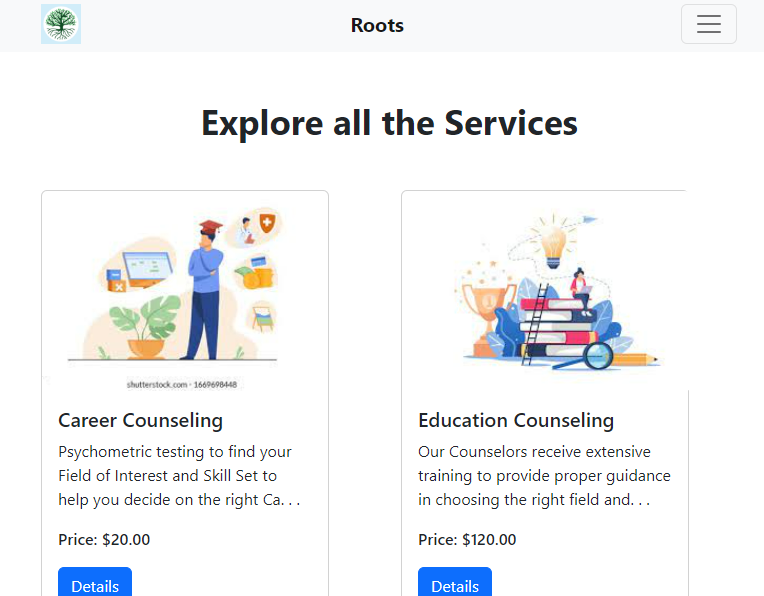 Roots
Explore all the Services
shutterstock.com · 1669698448
Career Counseling
Psychometric testing to find your
Field of Interest and Skill Set to
help you decide on the right Ca. . .
Price: $20.00
Details
Education Counseling
Our Counselors receive extensive
training to provide proper guidance
in choosing the right field and. . .
Price: $120.00
Details